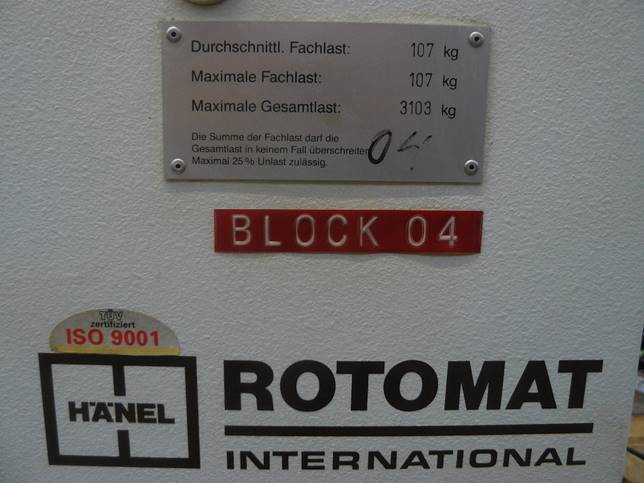 Durchschnittl. Fachlast: 107 kg
Maximale Fachlast: 107 kg
Maximale Gesamtlast: 3103 kg
Die Summe der Fachlast darf die
Gesamtlast in keinem Fall überschreiten
Maximal 25% Unlast zulässig.
04
BLOCK 04
TÜV
zertifiziert
ISO 9001
HÄNEL
ROTOMAT
INTERNATIONAL